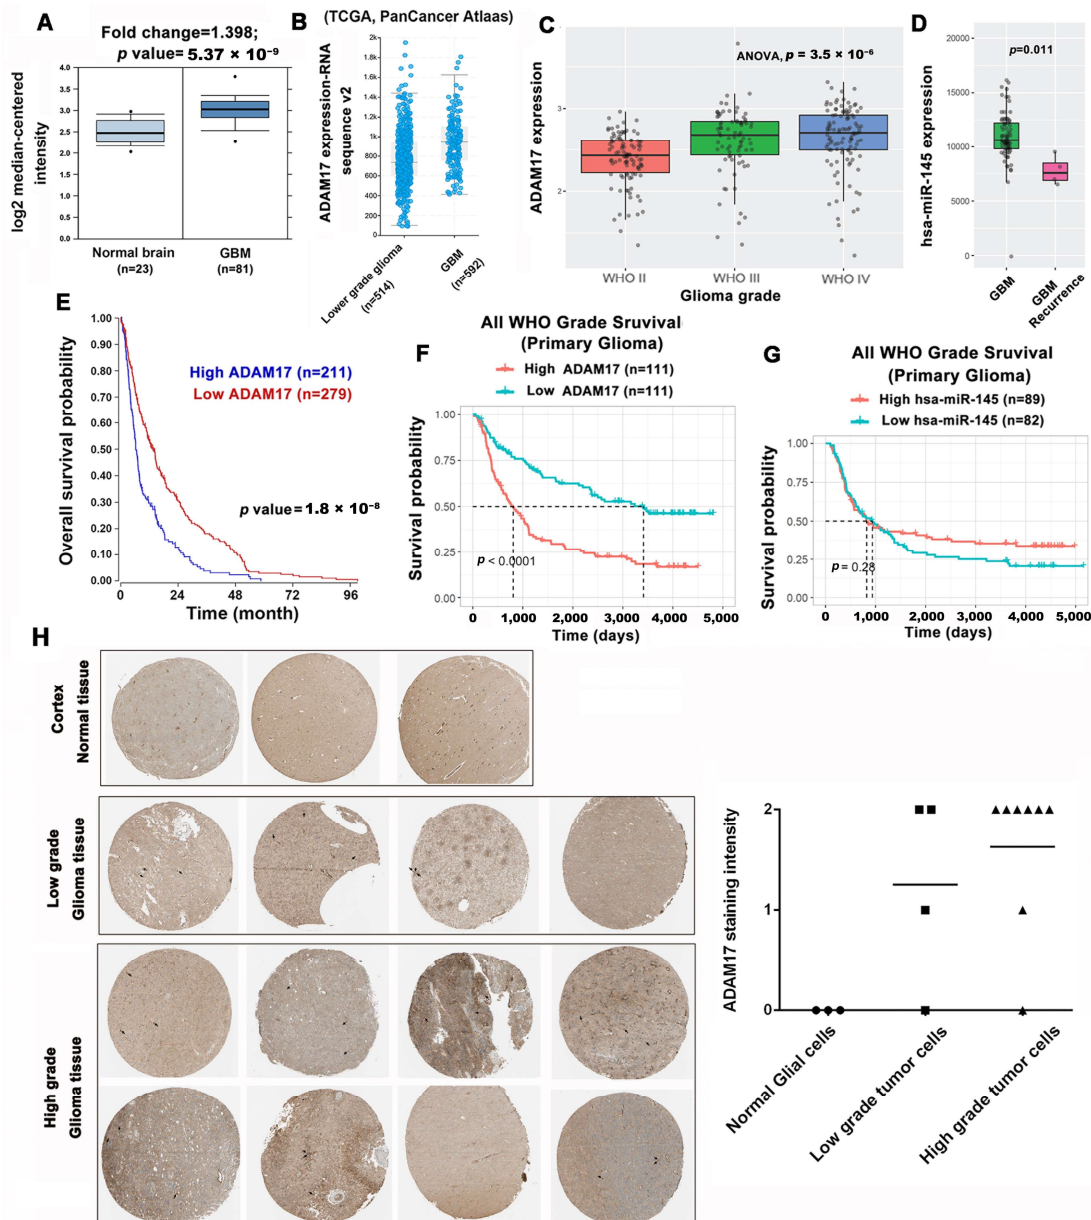 A
Fold change=1.398;
p value= 5.37 × 10⁻⁹
log2 median-centered
intensity
4.0
3.5
3.0
2.5
2.0
1.5
1.0
0.5
0.0
Normal brain
(n=23)
GBM
(n=81)
B
(TCGA, PanCancer Atlaas)
ADAM17 expression-RNA
sequence v2
2k
1.8k
1.6k
1.4k
1.2k
1k
800
600
400
200
0
Lower grade glioma
(n=514)
GBM
(n=592)
C
ANOVA, p = 3.5 × 10⁻⁶
ADAM17 expression
3
2
WHO II
WHO III
WHO IV
Glioma grade
D
p=0.011
hsa-miR-145 expression
20000
15000
10000
5000
0
GBM
GBM
Recurrence
E
Overall survival probability
1.00
0.90
0.80
0.70
0.60
0.50
0.40
0.30
0.20
0.10
0.00
High ADAM17 (n=211)
Low ADAM17 (n=279)
p value = 1.8 × 10⁻⁸
0
24
48
72
96
Time (month)
F
All WHO Grade Sruvival
(Primary Glioma)
High ADAM17 (n=111)
Low ADAM17 (n=111)
Survival probability
1.00
0.75
0.50
0.25
0.00
p < 0.0001
0
1,000
2,000
3,000
4,000
5,000
Time (days)
G
All WHO Grade Sruvival
(Primary Glioma)
High hsa-miR-145 (n=89)
Low hsa-miR-145 (n=82)
Survival probability
1.00
0.75
0.50
0.25
0.00
p = 0.28
0
1,000
2,000
3,000
4,000
5,000
Time (days)
H
Cortex
Normal tissue
Low grade
Glioma tissue
High grade
Glioma tissue
ADAM17 staining intensity
2
1
0
Normal Glial cells
Low grade tumor cells
High grade tumor cells